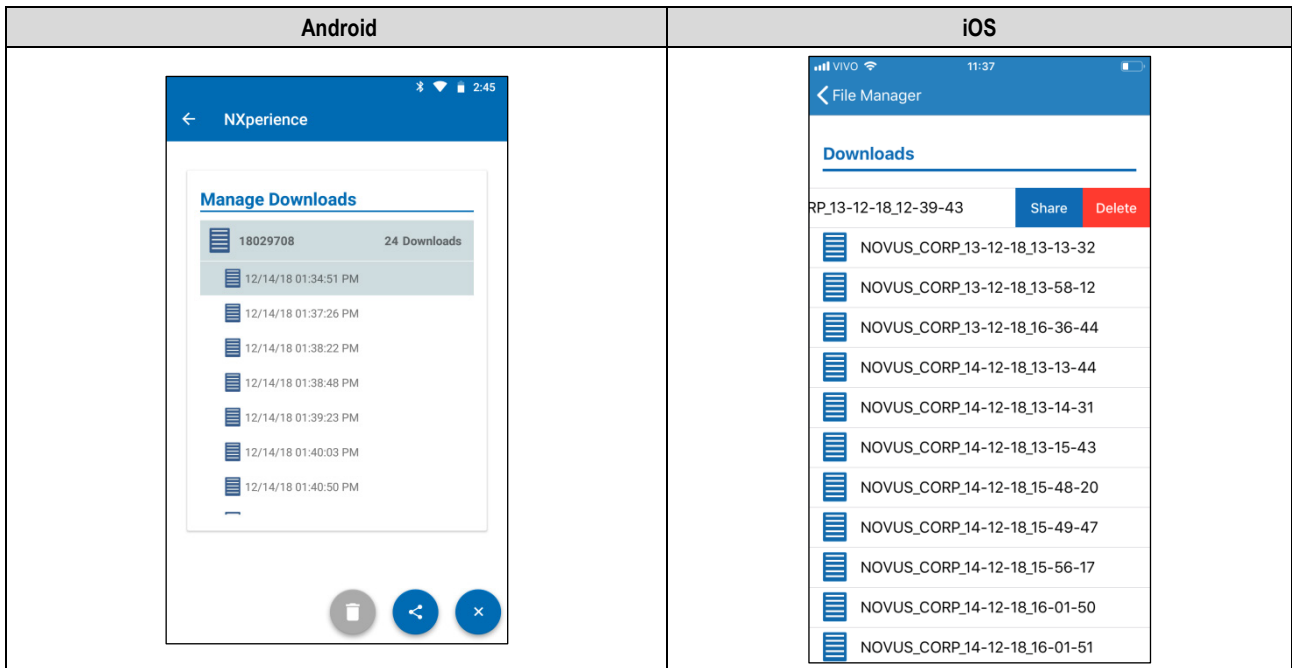 Android
2:45
NXperience
Manage Downloads
18029708 24 Downloads
12/14/18 01:34:51 PM
12/14/18 01:37:26 PM
12/14/18 01:38:22 PM
12/14/18 01:38:48 PM
12/14/18 01:39:23 PM
12/14/18 01:40:03 PM
12/14/18 01:40:50 PM
iOS
VIVO 11:37
File Manager
Downloads
RP_13-12-18_12-39-43 Share Delete
NOVUS_CORP_13-12-18_13-13-32
NOVUS_CORP_13-12-18_13-58-12
NOVUS_CORP_13-12-18_16-36-44
NOVUS_CORP_14-12-18_13-13-44
NOVUS_CORP_14-12-18_13-14-31
NOVUS_CORP_14-12-18_13-15-43
NOVUS_CORP_14-12-18_15-48-20
NOVUS_CORP_14-12-18_15-49-47
NOVUS_CORP_14-12-18_15-56-17
NOVUS_CORP_14-12-18_16-01-50
NOVUS_CORP_14-12-18_16-01-51